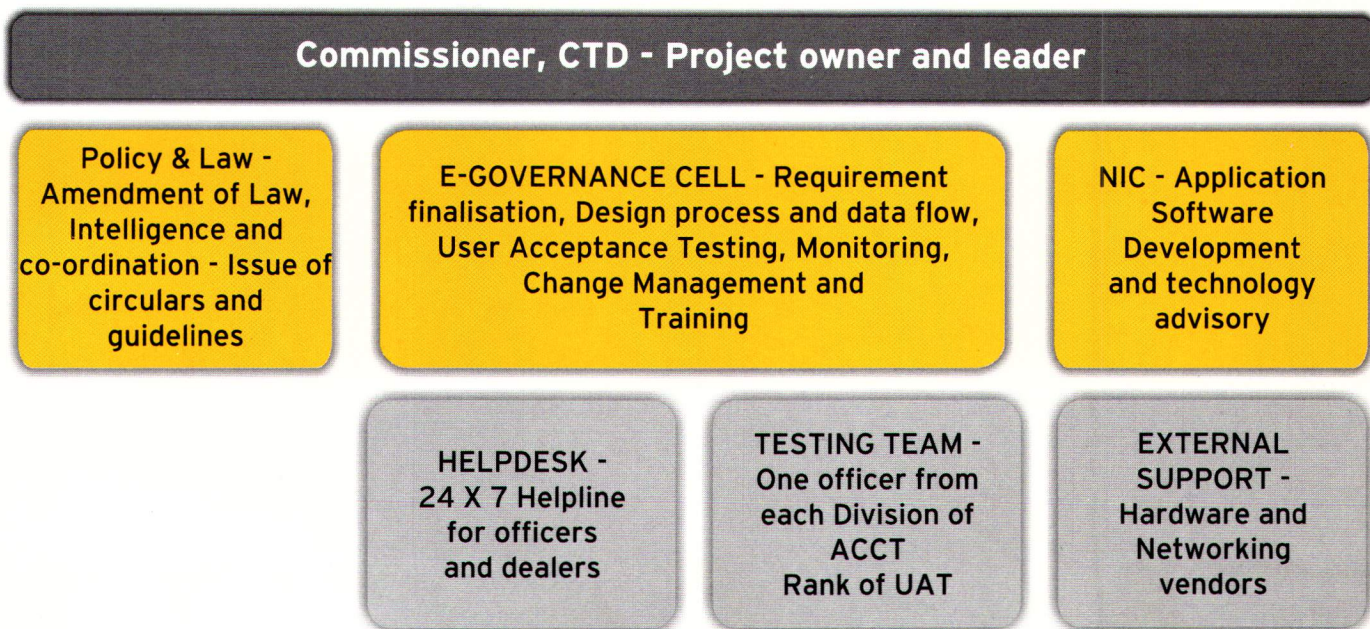 Commissioner, CTD - Project owner and leader
Policy & Law -
Amendment of Law,
Intelligence and
co-ordination - Issue of
circulars and
guidelines
E-GOVERNANCE CELL - Requirement
finalisation, Design process and data flow,
User Acceptance Testing, Monitoring,
Change Management and
Training
NIC - Application
Software
Development
and technology
advisory
HELPDESK -
24 X 7 Helpline
for officers
and dealers
TESTING TEAM -
One officer from
each Division of
ACCT
Rank of UAT
EXTERNAL
SUPPORT -
Hardware and
Networking
vendors